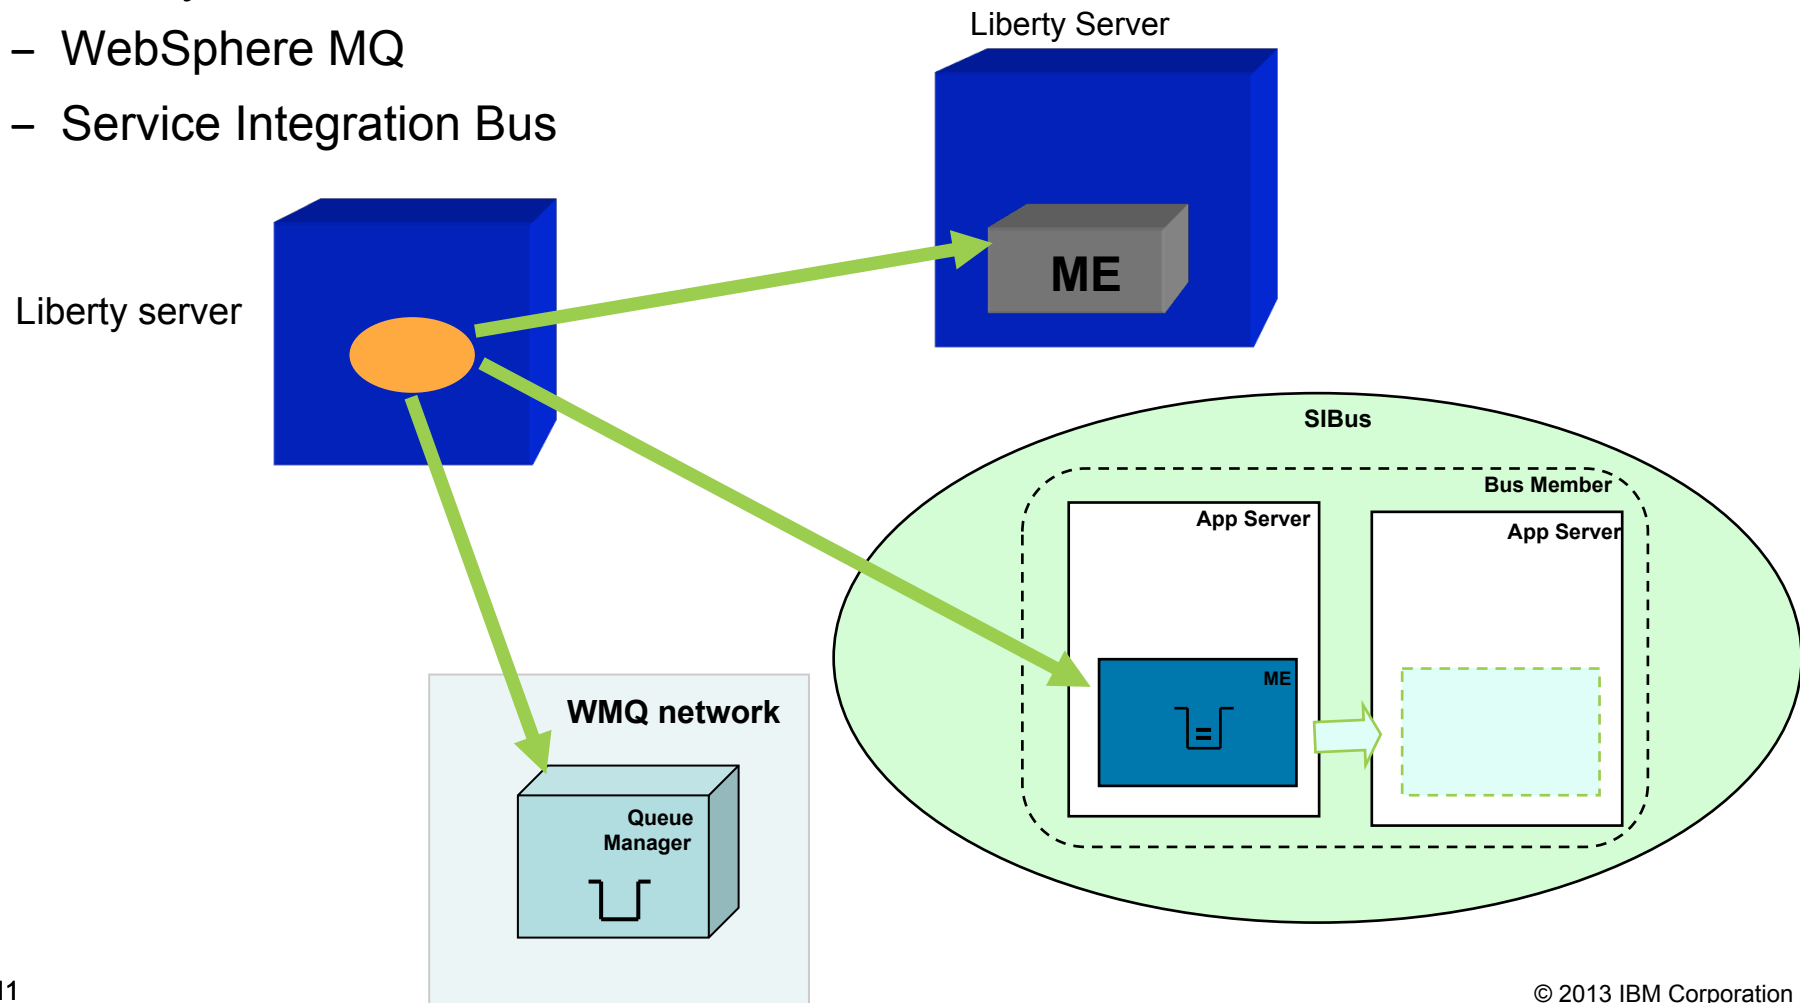 – WebSphere MQ
– Service Integration Bus
Liberty Server
ME
Liberty server
SIBus
Bus Member
App Server
App Server
ME
WMQ network
Queue
Manager
© 2013 IBM Corporation